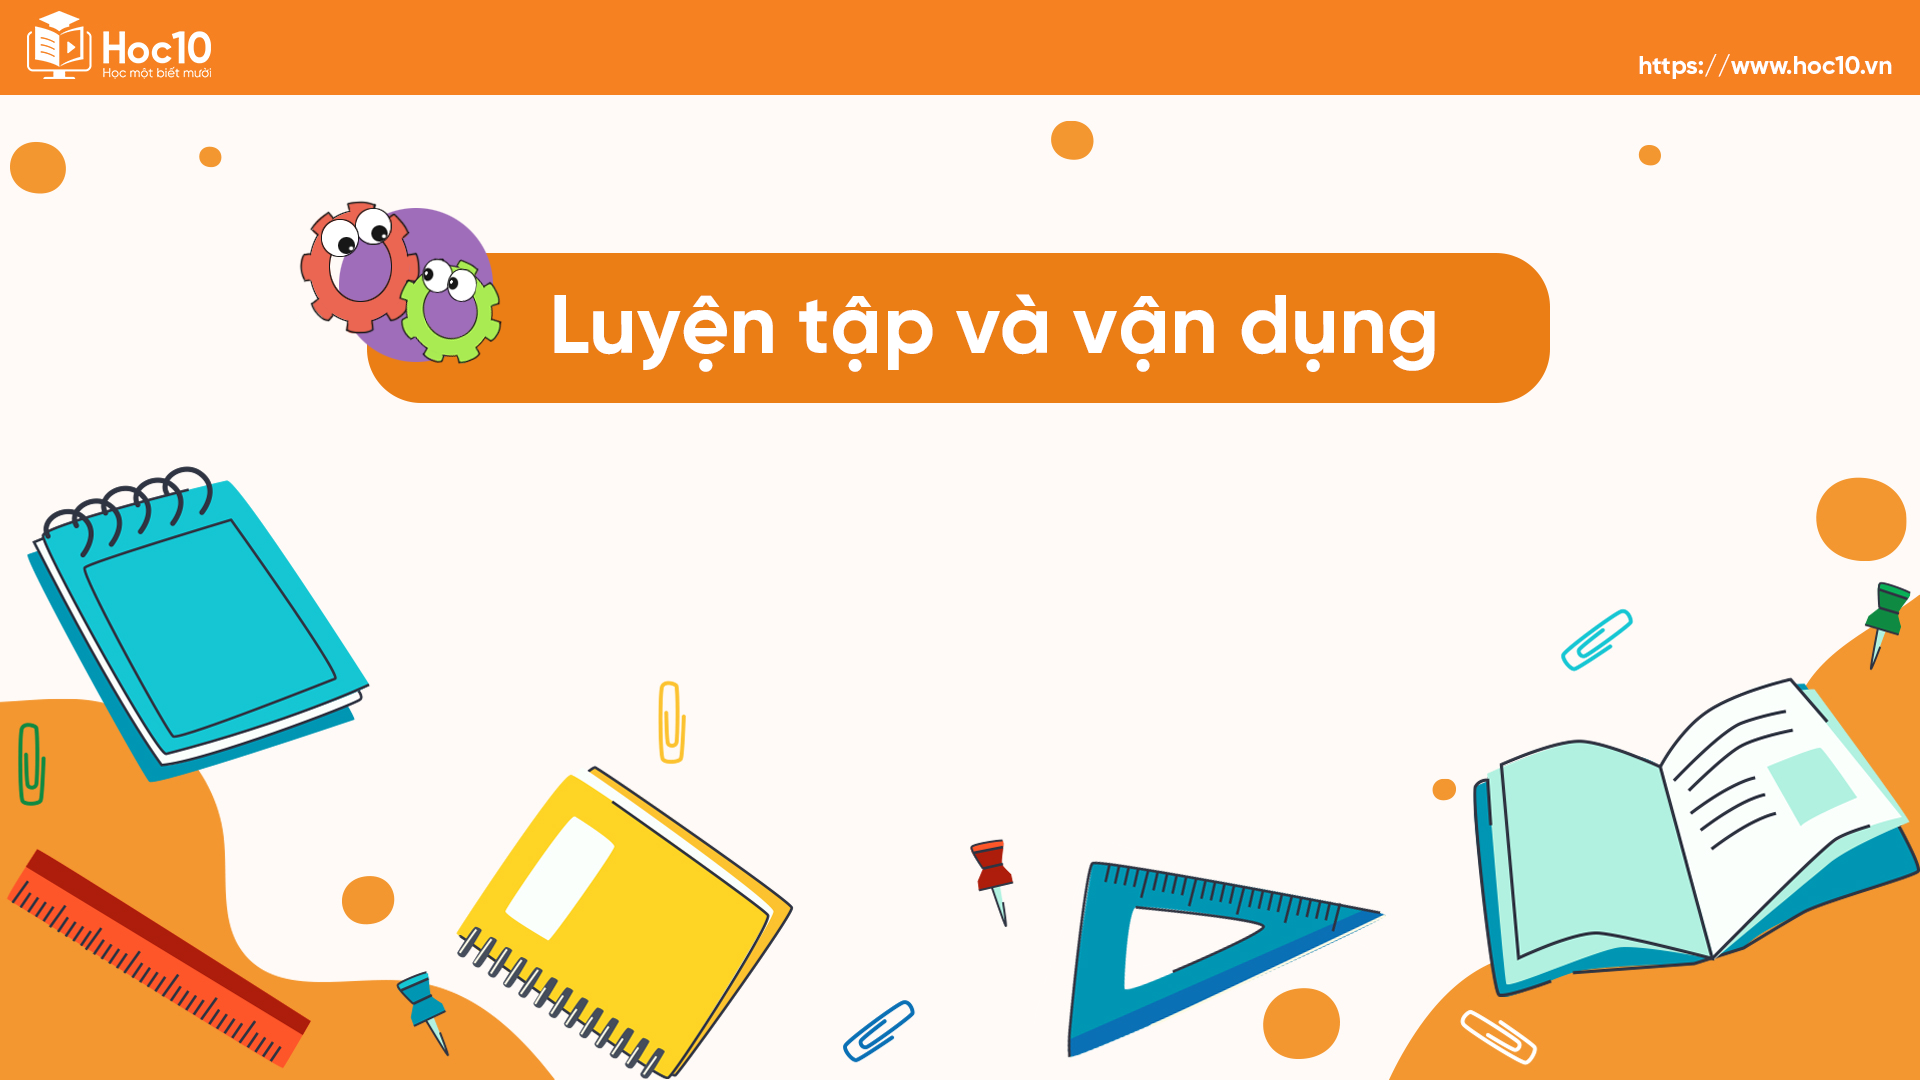 Hoc10
Học một biết mười
https://www.hoc10.vn
Luyện tập và vận dụng